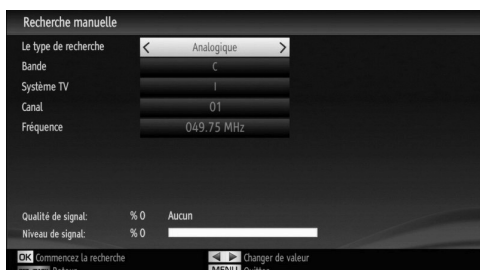 Recherche manuelle
Le type de recherche < Analogique >
Bande C
Système TV I
Canal 01
Fréquence 049.75 MHz
Qualité de signal: % 0 Aucun
Niveau de signal: % 0
OK Commencez la recherche ◀ ▶ Changer de valeur
Retour MENU Quitter